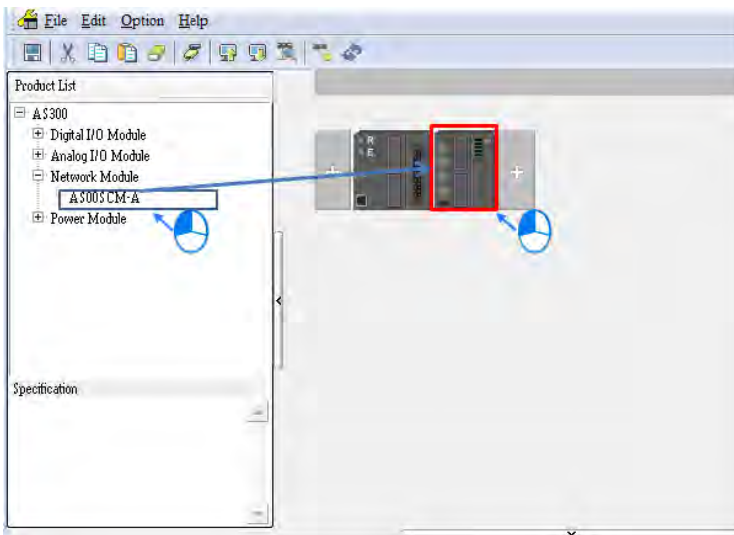 File Edit Option Help
Product List
AS300
Digital I/O Module
Analog I/O Module
Network Module
AS00SCM-A
Power Module
R
E
Specification